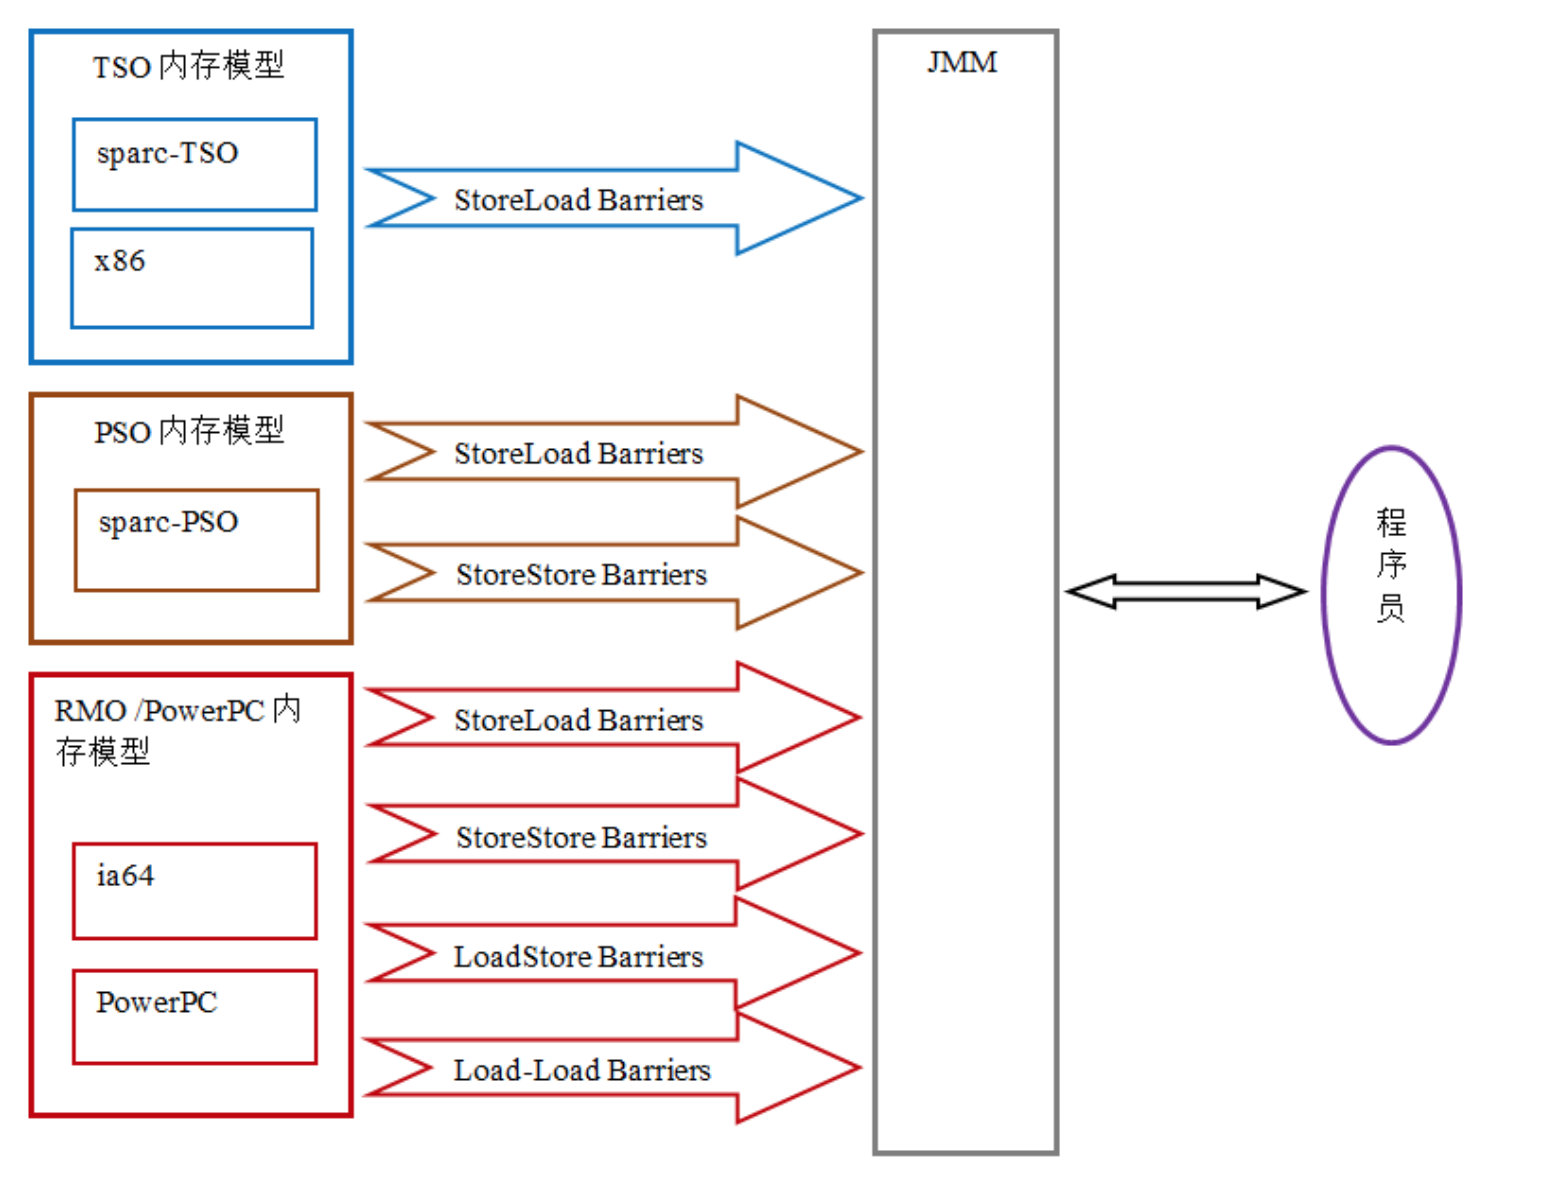 TSO 内存模型
sparc-TSO
x86
StoreLoad Barriers
PSO 内存模型
sparc-PSO
StoreLoad Barriers
StoreStore Barriers
RMO /PowerPC 内
存模型
ia64
PowerPC
StoreLoad Barriers
StoreStore Barriers
LoadStore Barriers
Load-Load Barriers
JMM
程
序
员